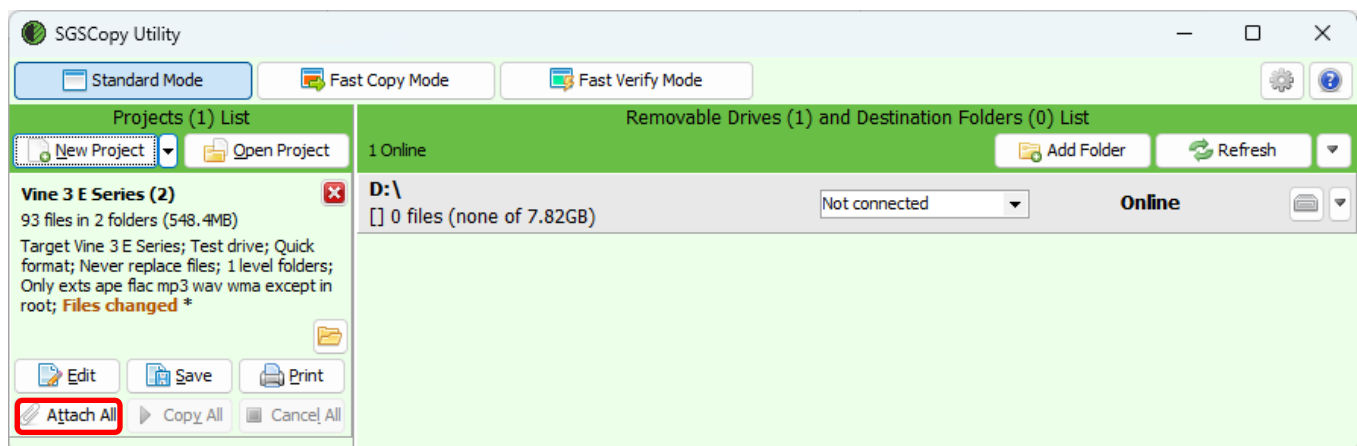 SGSCopy Utility
Standard Mode Fast Copy Mode Fast Verify Mode
Projects (1) List
New Project Open Project
Vine 3 E Series (2)
93 files in 2 folders (548.4MB)
Target Vine 3 E Series; Test drive; Quick
format; Never replace files; 1 level folders;
Only exts ape flac mp3 wav wma except in
root; Files changed *
Edit Save Print
Attach All Copy All Cancel All
Removable Drives (1) and Destination Folders (0) List
1 Online Add Folder Refresh
D:\
[] 0 files (none of 7.82GB)
Not connected Online